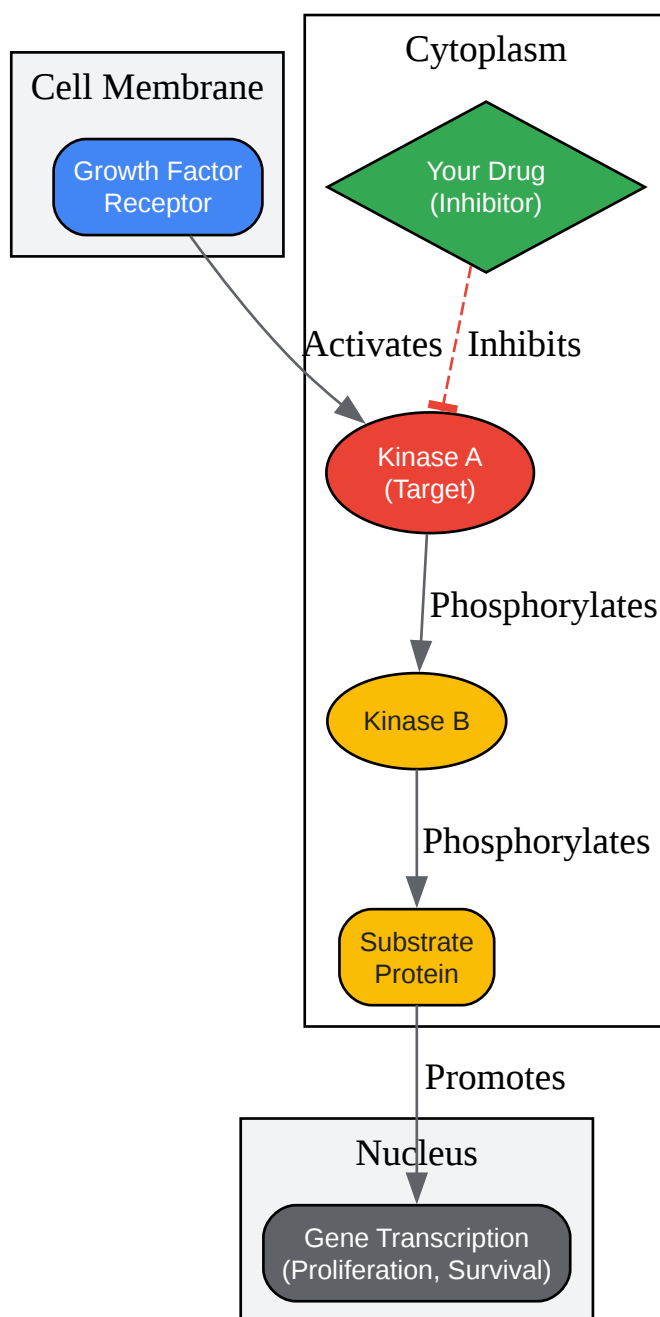 Cytoplasm
Cell Membrane
Growth Factor
Receptor
Your Drug
(Inhibitor)
Activates
Inhibits
Kinase A
(Target)
Phosphorylates
Kinase B
Phosphorylates
Substrate
Protein
Promotes
Nucleus
Gene Transcription
(Proliferation, Survival)